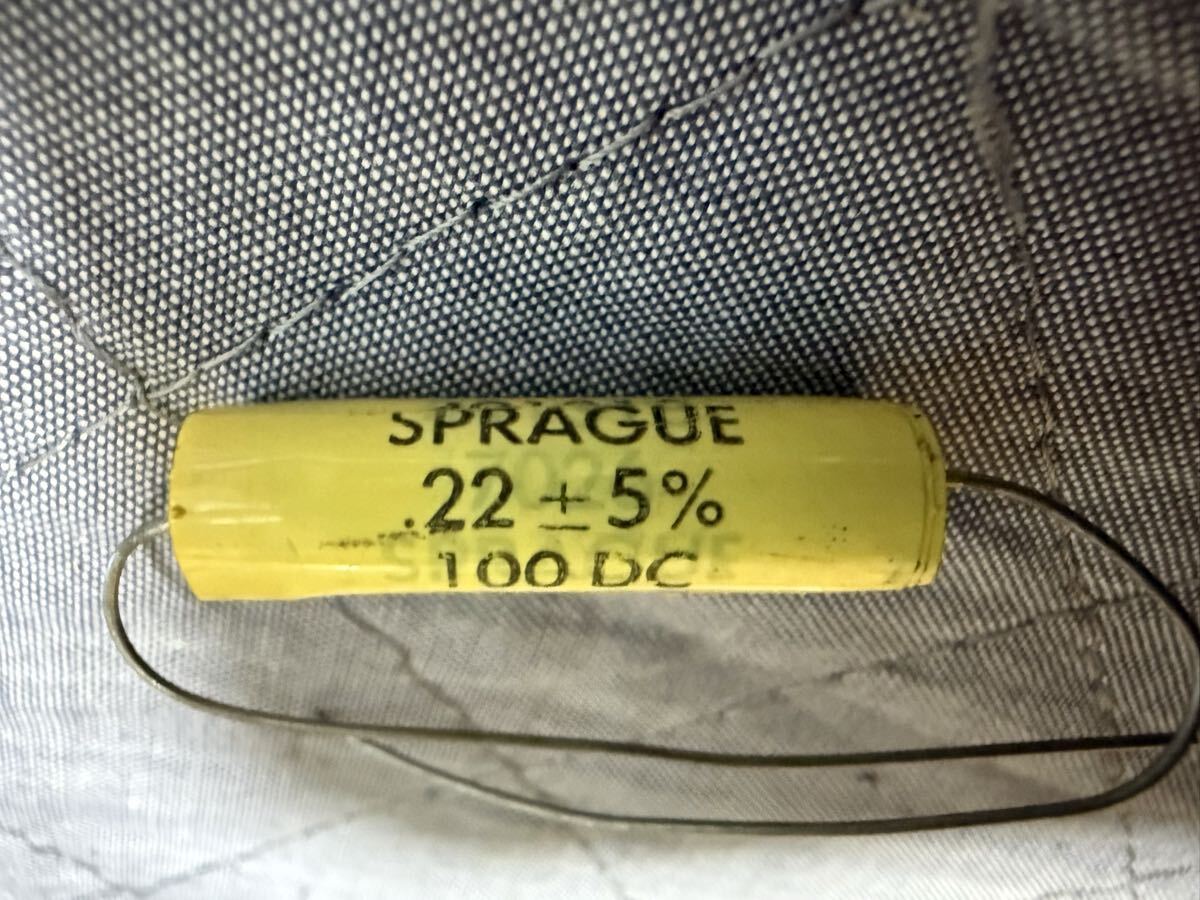 SPRAGUE
.22 ± 5%
100 DC